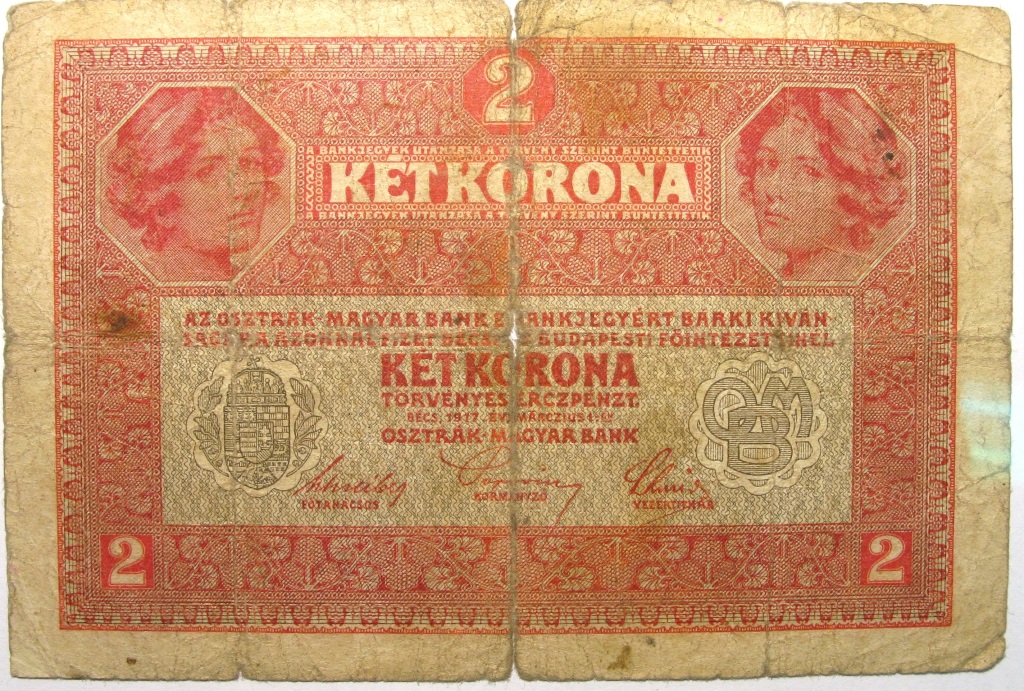 2
A BANKJEGYEK UTÁNZÁSA A TÖRVÉNY SZERINT BÜNTETTETIK
KÉT KORONA
A BANKJEGYEK UTÁNZÁSA A TÖRVÉNY SZERINT BÜNTETTETIK
AZ OSZTRÁK-MAGYAR BANK E BANKJEGYÉRT BÁRKI KIVÁN-
AZONNAL FIZET BÉCSI BUDAPESTI FŐINTÉZETEINÉL
KÉT KORONA
TÖRVÉNYES ÉRCZPÉNZT.
BÉCS, 1917. ÉVI MÁRCZIUS 1-ÉN
OSZTRÁK-MAGYAR BANK
FŐTANÁCSOS
KORMÁNYZÓ
VEZÉRTITKÁR
2
2